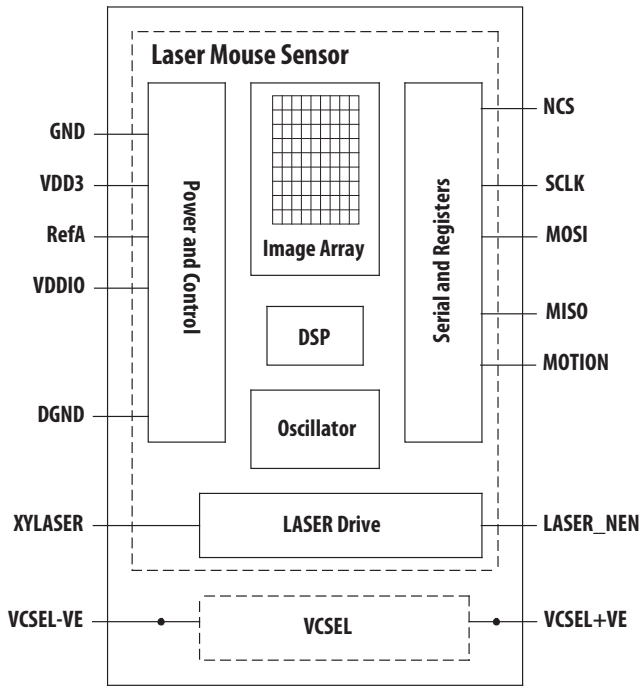 Laser Mouse Sensor
GND
VDD3
RefA
VDDIO
DGND
XYLASER
VCSEL-VE
Power and Control
Image Array
DSP
Oscillator
LASER Drive
VCSEL
Serial and Registers
NCS
SCLK
MOSI
MISO
MOTION
LASER_NEN
VCSEL+VE